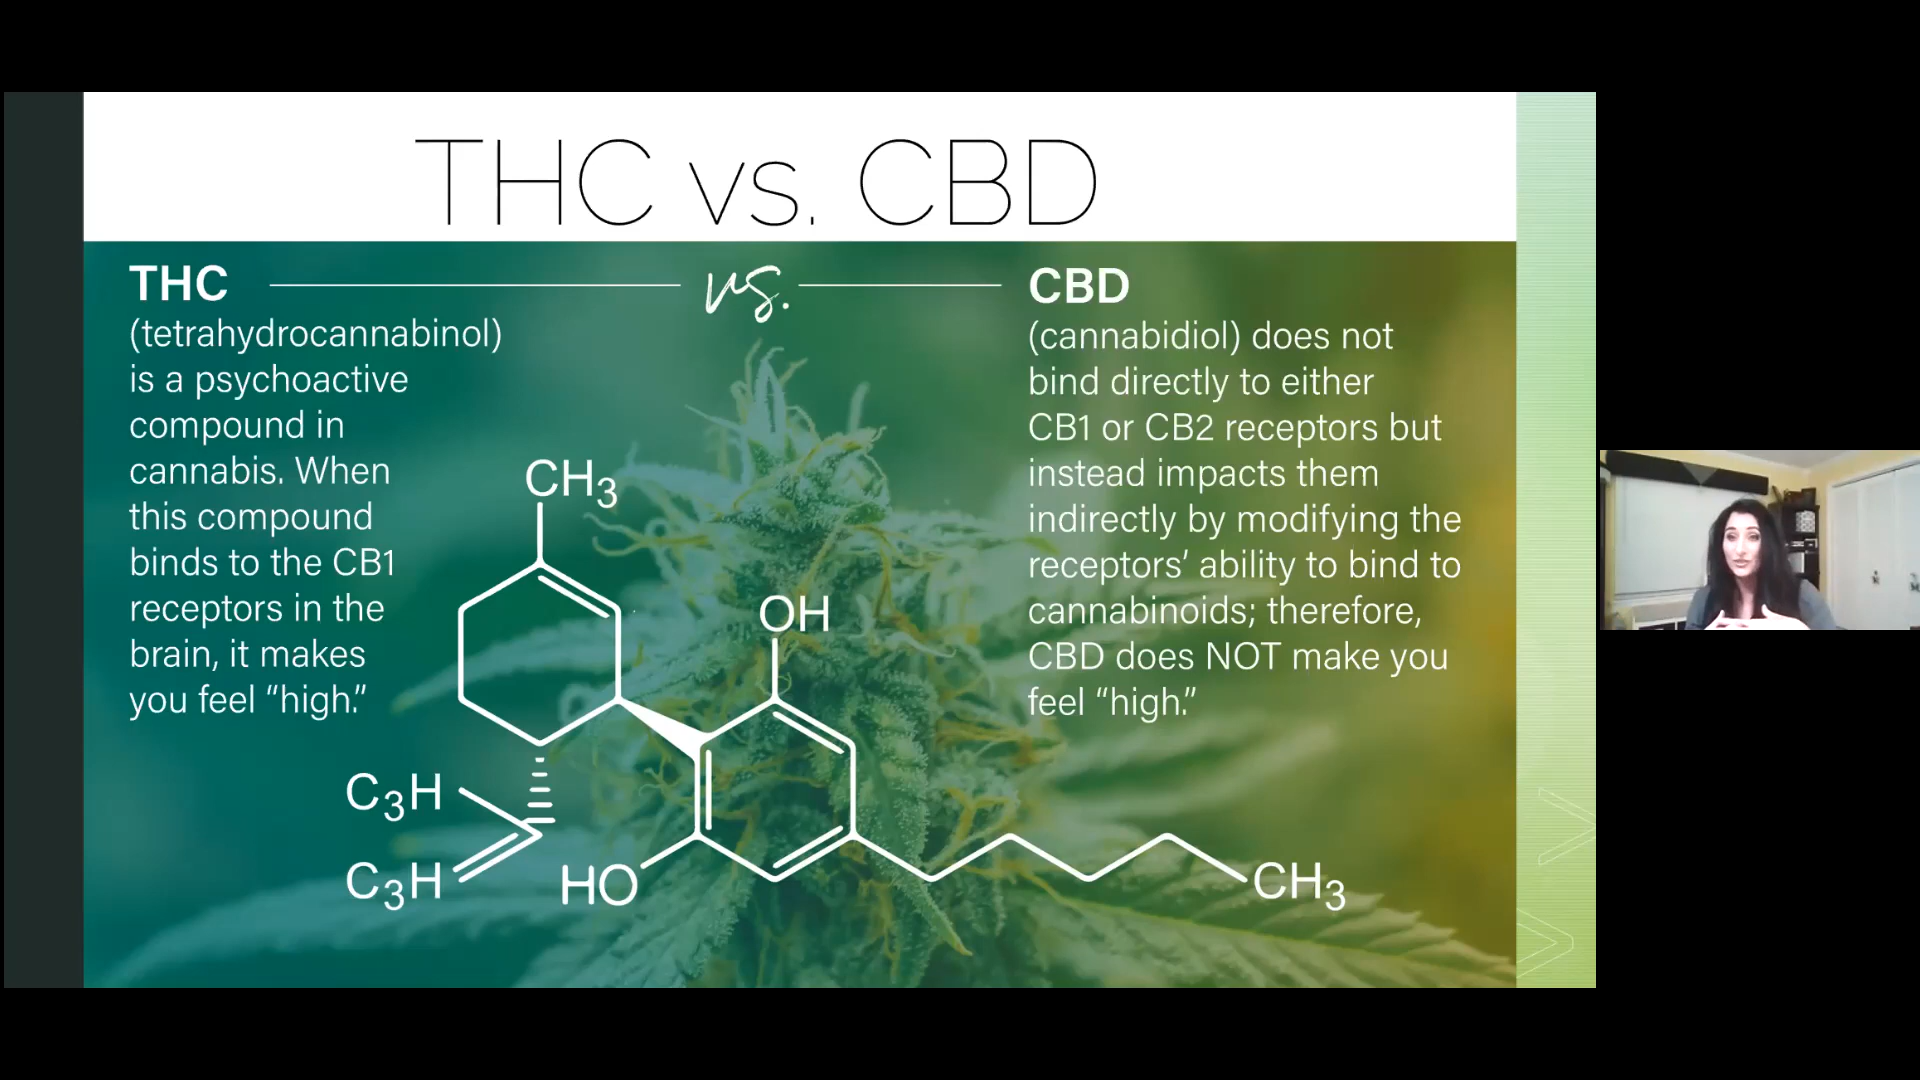 THC vs. CBD
THC
vs.
CBD
(tetrahydrocannabinol)
is a psychoactive
compound in
cannabis. When
this compound
binds to the CB1
receptors in the
brain, it makes
you feel “high.”
(cannabidiol) does not
bind directly to either
CB1 or CB2 receptors but
instead impacts them
indirectly by modifying the
receptors’ ability to bind to
cannabinoids; therefore,
CBD does NOT make you
feel “high.”
CH3
OH
C3H
C3H
HO
CH3